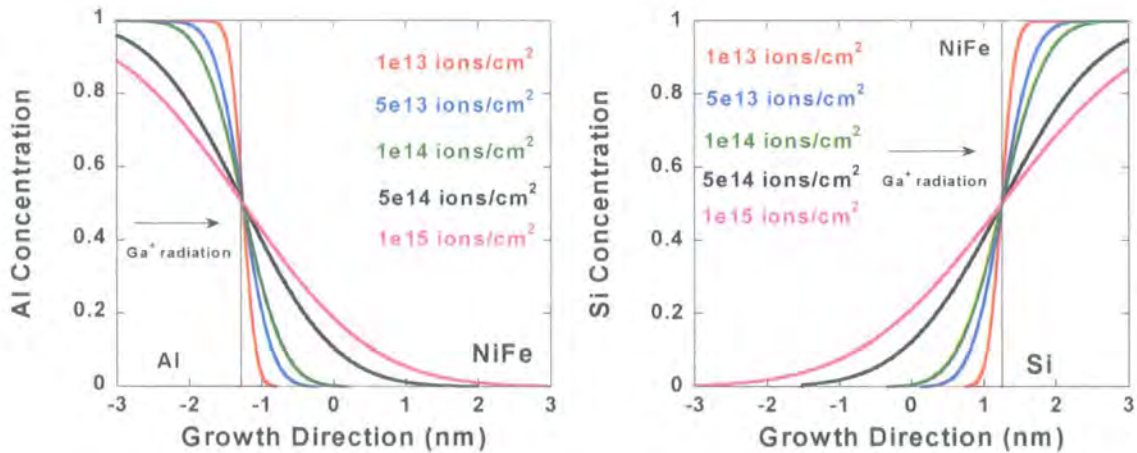 1
0.8
0.6
0.4
0.2
0
Al Concentration
1e13 ions/cm²
5e13 ions/cm²
1e14 ions/cm²
5e14 ions/cm²
1e15 ions/cm²
Ga⁺ radiation
Al
NiFe
-3 -2 -1 0 1 2 3
Growth Direction (nm)
1
0.8
0.6
0.4
0.2
0
Si Concentration
NiFe
1e13 ions/cm²
5e13 ions/cm²
1e14 ions/cm²
5e14 ions/cm²
1e15 ions/cm²
Ga⁺ radiation
Si
-3 -2 -1 0 1 2 3
Growth Direction (nm)